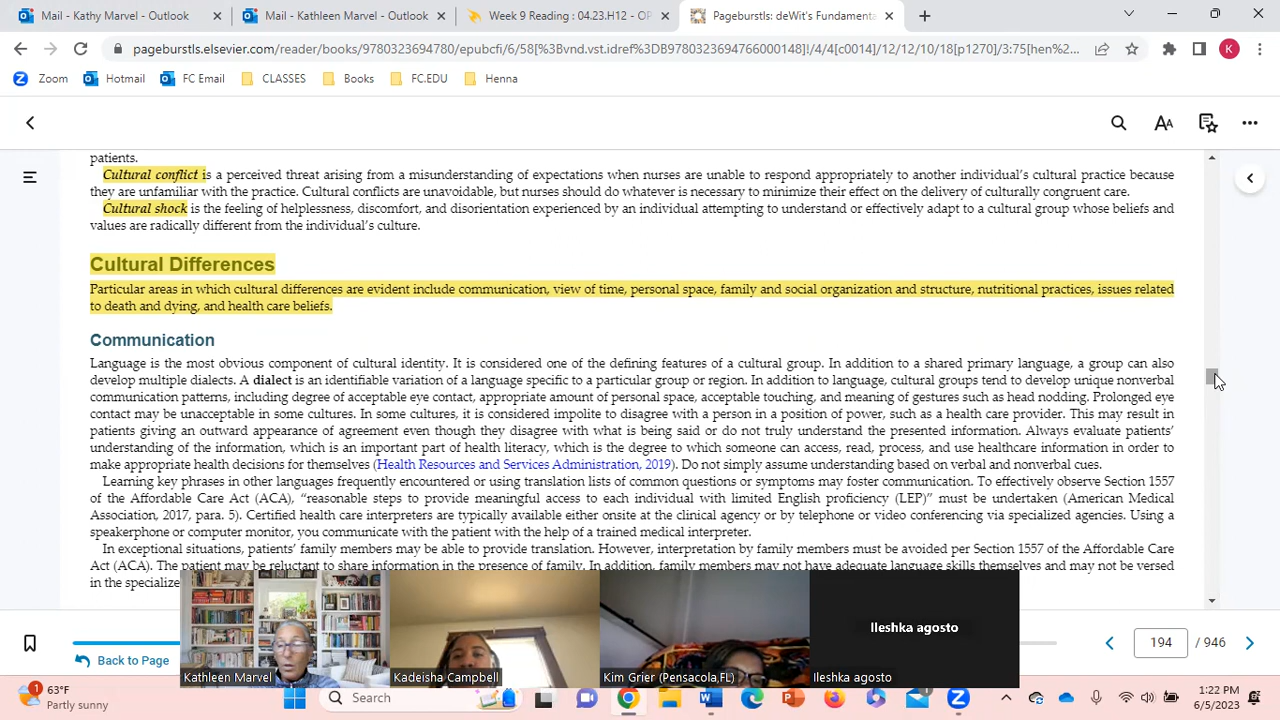 Mail - Kathy Marvel - Outlook
Mail - Kathleen Marvel - Outlook
Week 9 Reading : 04.23.H12 - OP
Pageburstls: deWit's Fundament
pageburstls.elsevier.com/reader/books/9780323694780/epubcfi/6/58[%3Bvnd.vst.idref%3DB9780323694776000148]!/4/4[c0014]/12/12/10/18[p1270]/3:75[hen%2...
K
Zoom
Hotmail
FC Email
CLASSES
Books
FC.EDU
Henna
patients.
Cultural conflict is a perceived threat arising from a misunderstanding of expectations when nurses are unable to respond appropriately to another individual's cultural practice because
they are unfamiliar with the practice. Cultural conflicts are unavoidable, but nurses should do whatever is necessary to minimize their effect on the delivery of culturally congruent care.
Cultural shock is the feeling of helplessness, discomfort, and disorientation experienced by an individual attempting to understand or effectively adapt to a cultural group whose beliefs and
values are radically different from the individual's culture.
Cultural Differences
Particular areas in which cultural differences are evident include communication, view of time, personal space, family and social organization and structure, nutritional practices, issues related
to death and dying, and health care beliefs.
Communication
Language is the most obvious component of cultural identity. It is considered one of the defining features of a cultural group. In addition to a shared primary language, a group can also
develop multiple dialects. A dialect is an identifiable variation of a language specific to a particular group or region. In addition to language, cultural groups tend to develop unique nonverbal
communication patterns, including degree of acceptable eye contact, appropriate amount of personal space, acceptable touching, and meaning of gestures such as head nodding. Prolonged eye
contact may be unacceptable in some cultures. In some cultures, it is considered impolite to disagree with a person in a position of power, such as a health care provider. This may result in
patients giving an outward appearance of agreement even though they disagree with what is being said or do not truly understand the presented information. Always evaluate patients'
understanding of the information, which is an important part of health literacy, which is the degree to which someone can access, read, process, and use healthcare information in order to
make appropriate health decisions for themselves (Health Resources and Services Administration, 2019). Do not simply assume understanding based on verbal and nonverbal cues.
Learning key phrases in other languages frequently encountered or using translation lists of common questions or symptoms may foster communication. To effectively observe Section 1557
of the Affordable Care Act (ACA), "reasonable steps to provide meaningful access to each individual with limited English proficiency (LEP)" must be undertaken (American Medical
Association, 2017, para. 5). Certified health care interpreters are typically available either onsite at the clinical agency or by telephone or video conferencing via specialized agencies. Using a
speakerphone or computer monitor, you communicate with the patient with the help of a trained medical interpreter.
In exceptional situations, patients' family members may be able to provide translation. However, interpretation by family members must be avoided per Section 1557 of the Affordable Care
Act (ACA). The patient may be reluctant to share information in the presence of family. In addition, family members may not have adequate language skills themselves and may not be versed
in the specialize
Ileshka agosto
Kathleen Marvel
Kadeisha Campbell
Kim Grier (Pensacola,FL)
Ileshka agosto
Back to Page
194 / 946
1
63°F
Partly sunny
Search
1:22 PM
6/5/2023